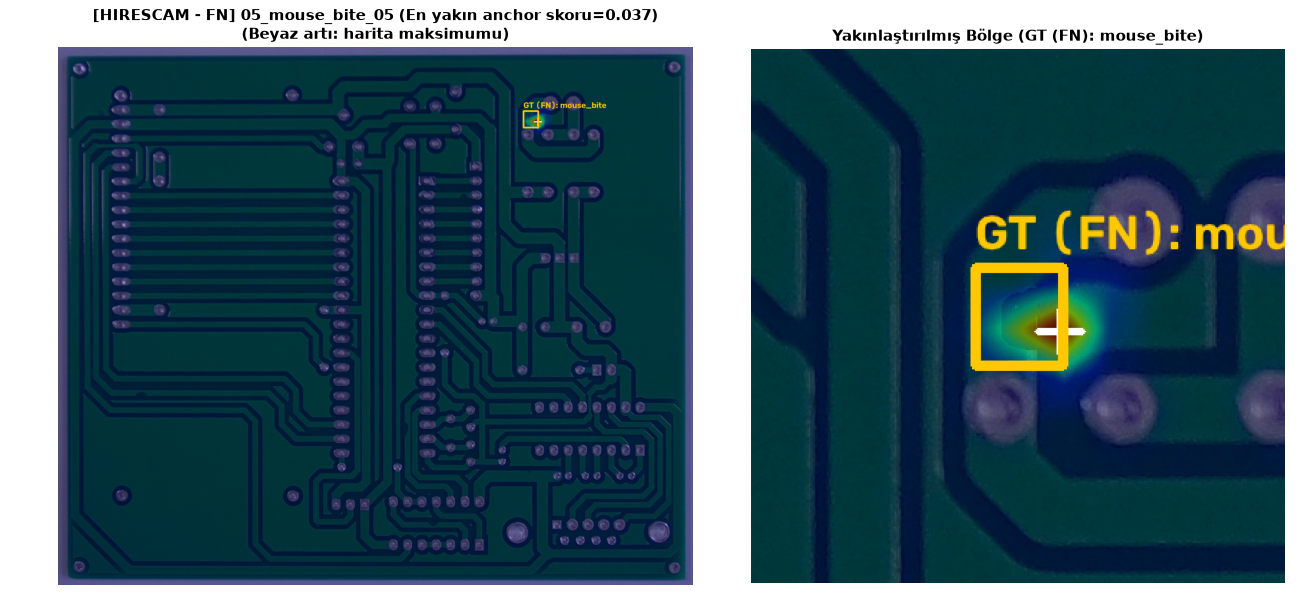 [HIRESCAM - FN] 05_mouse_bite_05 (En yakın anchor skoru=0.037)
(Beyaz artı: harita maksimumu)
GT (FN): mouse_bite
Yakınlaştırılmış Bölge (GT (FN): mouse_bite)
GT (FN): mou